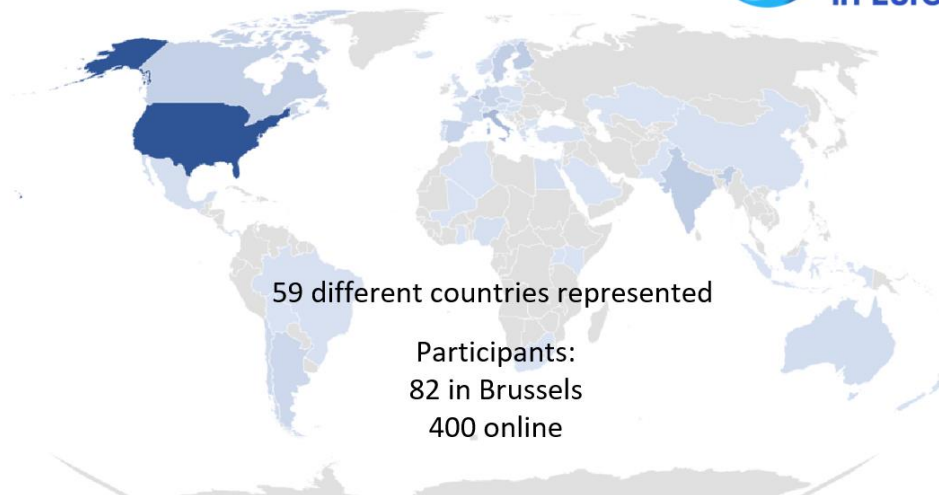 59 different countries represented
Participants:
82 in Brussels
400 online